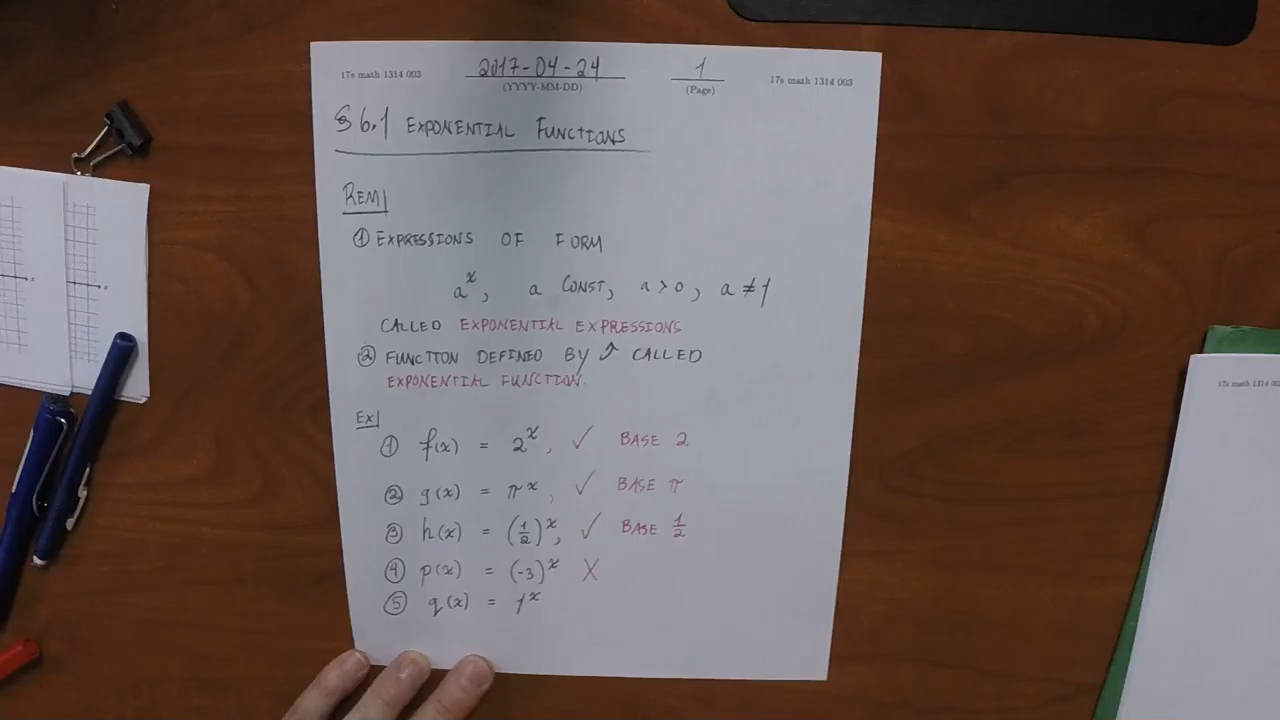 17s math 1314 003 2017-04-24 1 17s math 1314 003
(YYYY-MM-DD) (Page)
§6.1 EXPONENTIAL FUNCTIONS
REM
① EXPRESSIONS OF FORM
a^x, a CONST, a > 0, a ≠ 1
CALLED EXPONENTIAL EXPRESSIONS
② FUNCTION DEFINED BY ↗ CALLED
EXPONENTIAL FUNCTION.
EX
① f(x) = 2^x, ✓ BASE 2
② g(x) = π^x, ✓ BASE π
③ h(x) = (1/2)^x, ✓ BASE 1/2
④ p(x) = (-3)^x X
⑤ q(x) = 1^x